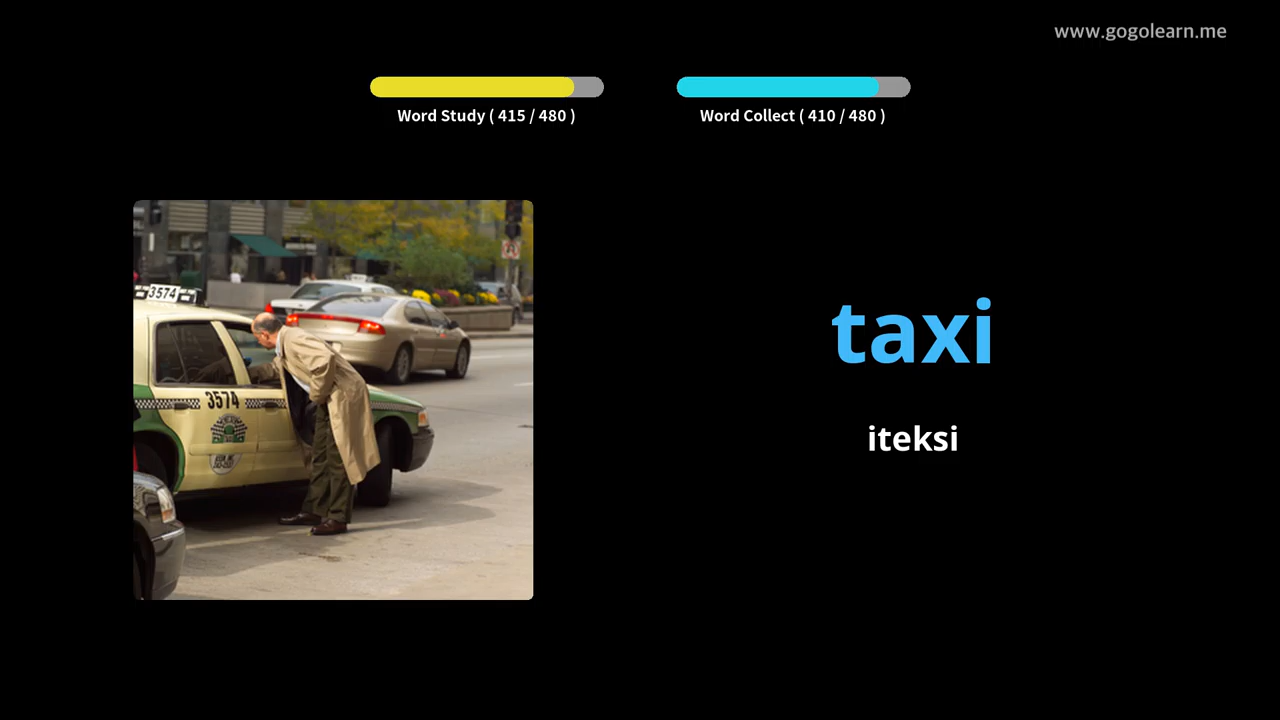 www.gogolearn.me
Word Study ( 415 / 480 )
Word Collect ( 410 / 480 )
3574
3574
taxi
iteksi